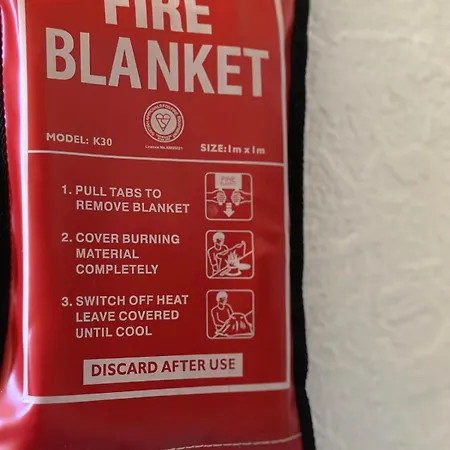 FIRE
BLANKET
MODEL: K30
SIZE: 1m x 1m
1. PULL TABS TO
REMOVE BLANKET
2. COVER BURNING
MATERIAL
COMPLETELY
3. SWITCH OFF HEAT
LEAVE COVERED
UNTIL COOL
DISCARD AFTER USE